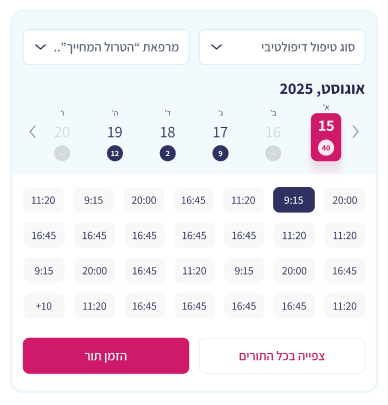 סוג טיפול דיפולטיבי
מרפאת “הטרול המחייך”..
אוגוסט, 2025
א׳ ב׳ ג׳ ד׳ ה׳ ו׳
15 16 17 18 19 20
40 - 9 2 12 -
20:00 9:15 11:20 16:45 20:00 9:15 11:20
11:20 11:20 16:45 16:45 16:45 16:45 16:45
16:45 20:00 9:15 11:20 16:45 20:00 9:15
11:20 16:45 16:45 16:45 16:45 11:20 +10
צפייה בכל התורים
הזמן תור